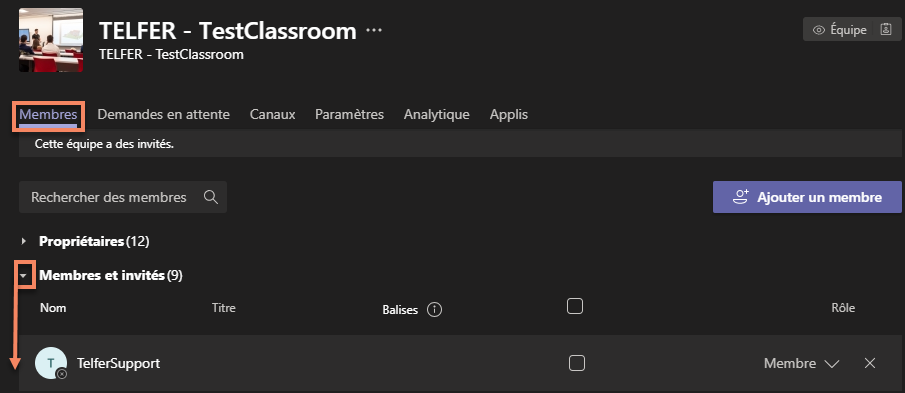 TELFER - TestClassroom ...
TELFER - TestClassroom
Équipe
Membres Demandes en attente Canaux Paramètres Analytique Applis
Cette équipe a des invités.
Rechercher des membres
Ajouter un membre
Propriétaires (12)
Membres et invités (9)
Nom Titre Balises Rôle
T TelferSupport Membre